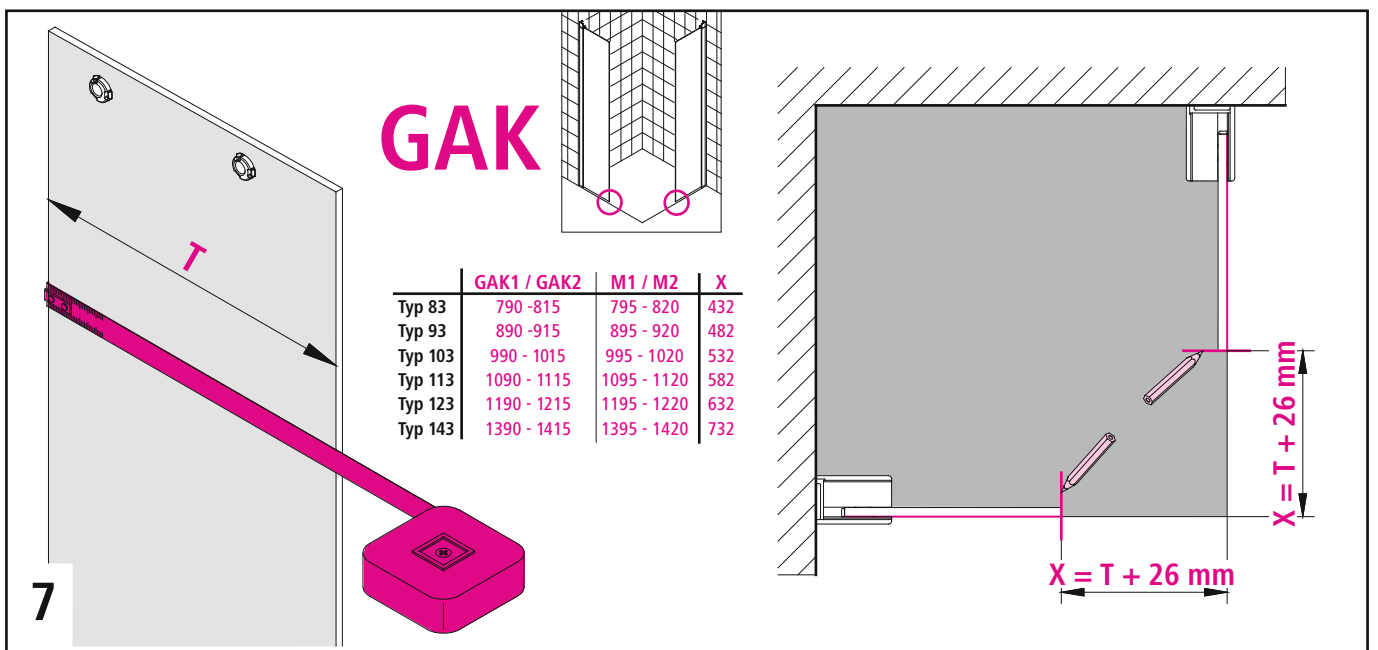 GAK
T
GAK1 / GAK2 M1 / M2 X
Typ 83 790 -815 795 - 820 432
Typ 93 890 -915 895 - 920 482
Typ 103 990 - 1015 995 - 1020 532
Typ 113 1090 - 1115 1095 - 1120 582
Typ 123 1190 - 1215 1195 - 1220 632
Typ 143 1390 - 1415 1395 - 1420 732
X = T + 26 mm
X = T + 26 mm
7